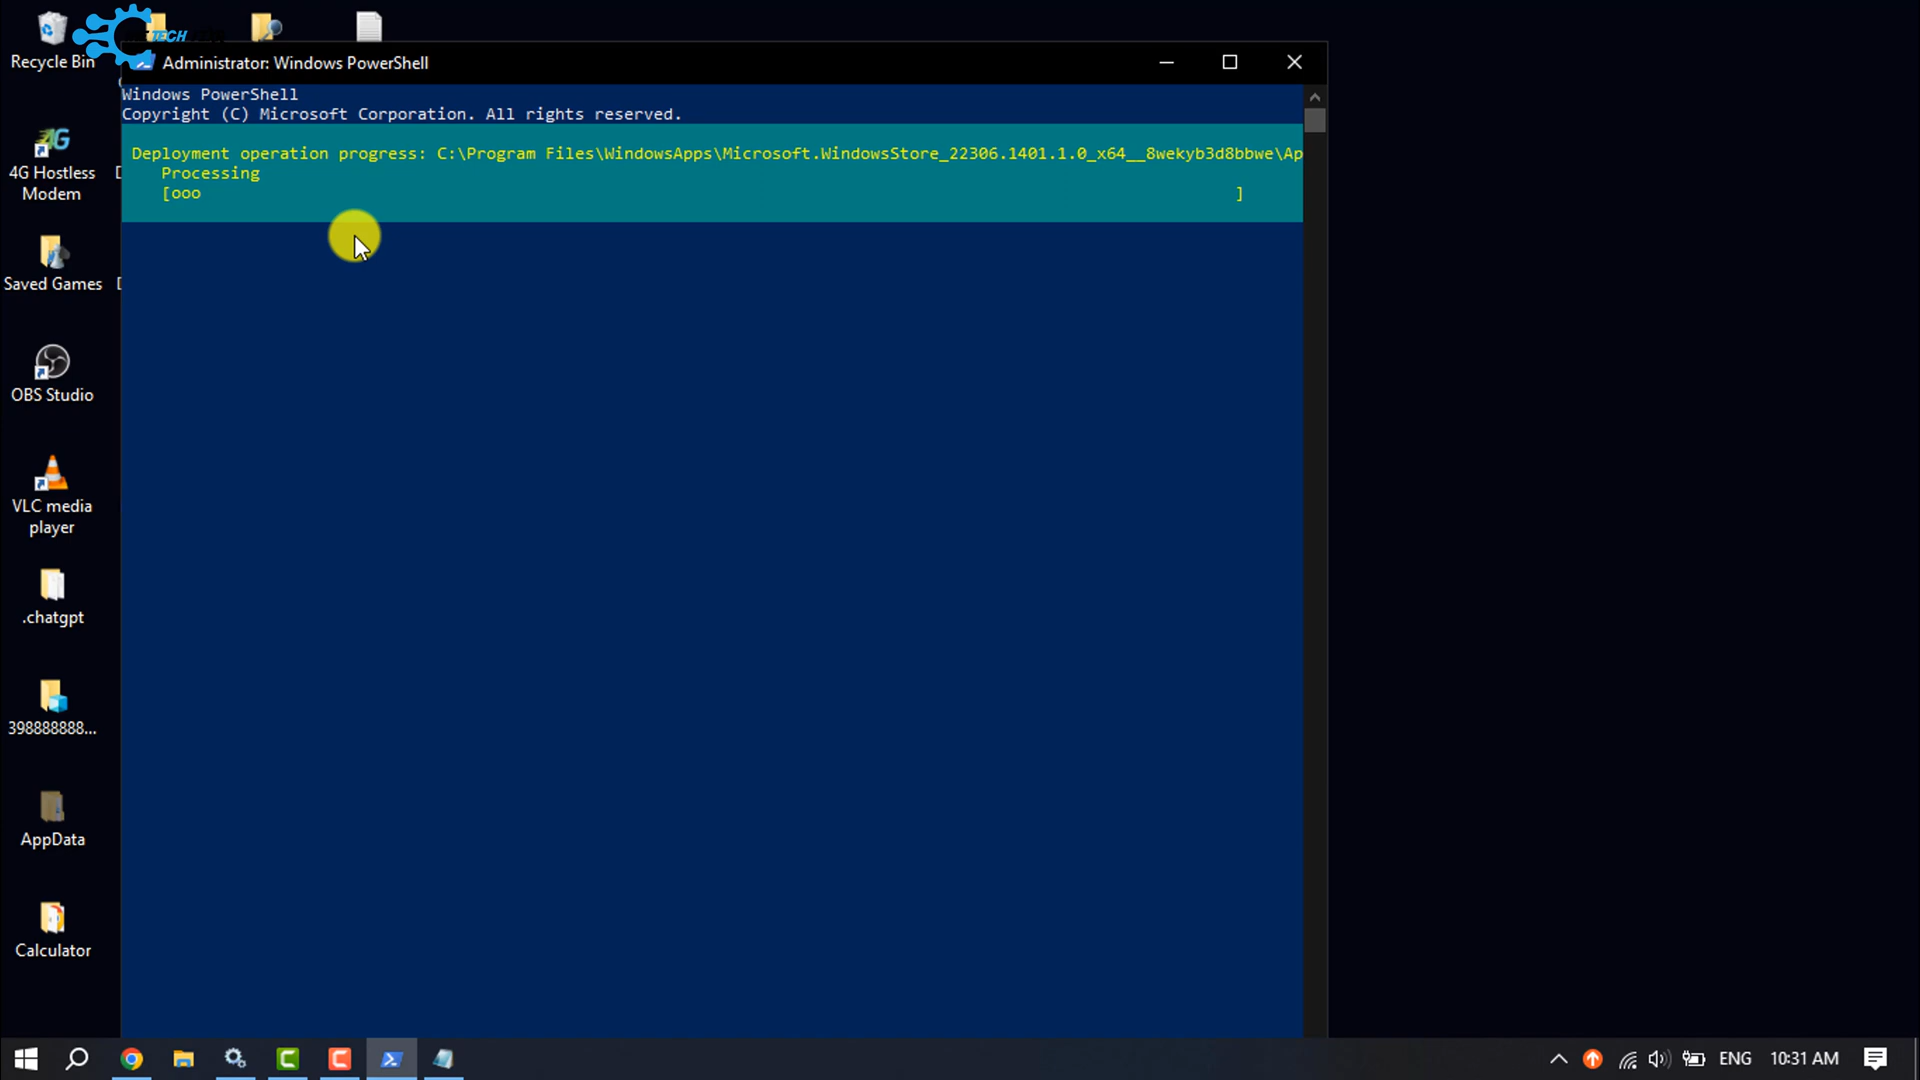 TECH
Recycle Bin
Administrator: Windows PowerShell
Windows PowerShell
Copyright (C) Microsoft Corporation. All rights reserved.
Deployment operation progress: C:\Program Files\WindowsApps\Microsoft.WindowsStore_22306.1401.1.0_x64__8wekyb3d8bbwe\Ap
Processing
[ooo ]
4G Hostless
Modem
Saved Games
OBS Studio
VLC media
player
.chatgpt
398888888...
AppData
Calculator
ENG
10:31 AM